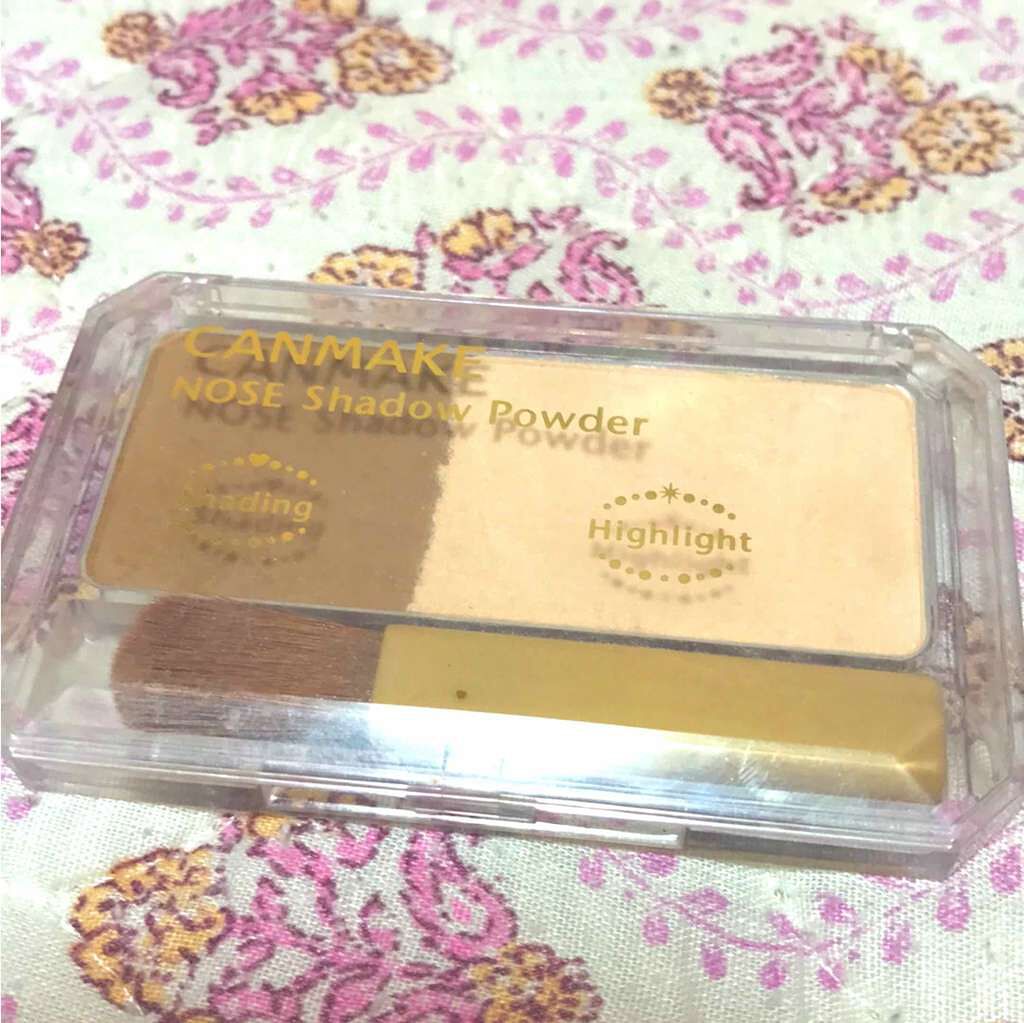 CANMAKE
NOSE Shadow Powder
Shading
Highlight